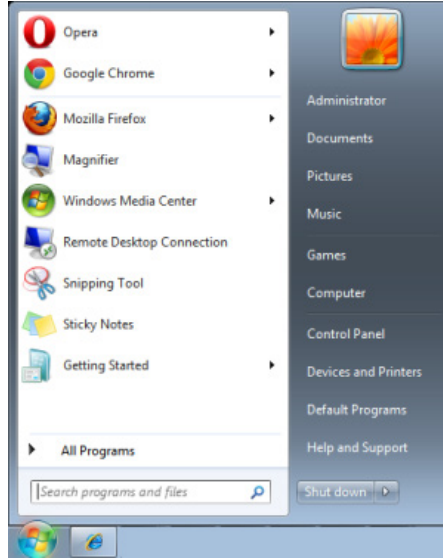 Opera
Google Chrome
Mozilla Firefox
Magnifier
Windows Media Center
Remote Desktop Connection
Snipping Tool
Sticky Notes
Getting Started
All Programs
Search programs and files
Administrator
Documents
Pictures
Music
Games
Computer
Control Panel
Devices and Printers
Default Programs
Help and Support
Shut down